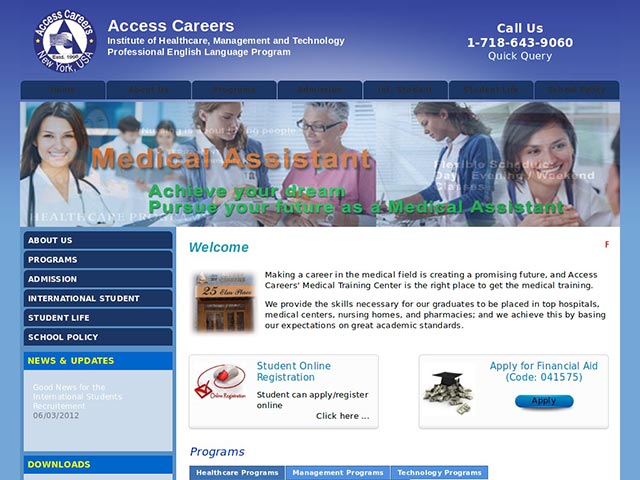 Access Careers
New York, USA
Estd. 1998
Access Careers
Institute of Healthcare, Management and Technology
Professional English Language Program
Call Us
1-718-643-9060
Quick Query
Home
About Us
Programs
Admission
Int. Student
Student Life
School Policy
Nursing is about caring people
Medical Assistant
Flexible Schedule
Day / Evening / Weekend
Classes
Achieve your dream
Pursue your future as a Medical Assistant
HEALTHCARE PROGRAM
ABOUT US
PROGRAMS
ADMISSION
INTERNATIONAL STUDENT
STUDENT LIFE
SCHOOL POLICY
NEWS & UPDATES
Good News for the
International Students
Recruitement
06/03/2012
DOWNLOADS
Welcome
F
25 Elm Place
Making a career in the medical field is creating a promising future, and Access
Careers' Medical Training Center is the right place to get the medical training.
We provide the skills necessary for our graduates to be placed in top hospitals,
medical centers, nursing homes, and pharmacies; and we achieve this by basing
our expectations on great academic standards.
Online Registration
Student Online
Registration
Student can apply/register
online
Click here ...
Apply for Financial Aid
(Code: 041575)
Apply
Programs
Healthcare Programs
Management Programs
Technology Programs